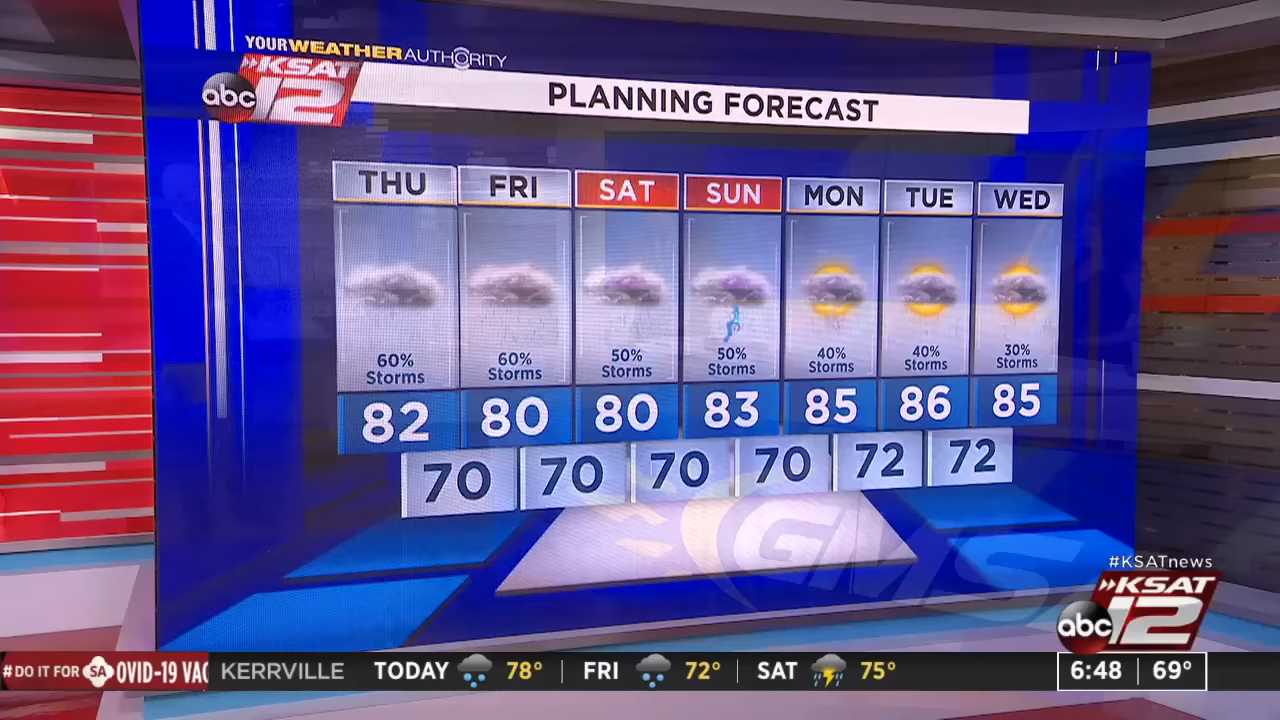 YOUR WEATHER AUTHORITY
KSAT
abc 12
PLANNING FORECAST
THU FRI SAT SUN MON TUE WED
60% 60% 50% 50% 40% 40% 30%
Storms Storms Storms Storms Storms Storms Storms
82 80 80 83 85 86 85
70 70 70 70 72 72
GMS
#KSATnews
KSAT
abc 12
#DO IT FOR SA OVID-19 VAC KERRVILLE TODAY 78° FRI 72° SAT 75° 6:48 69°